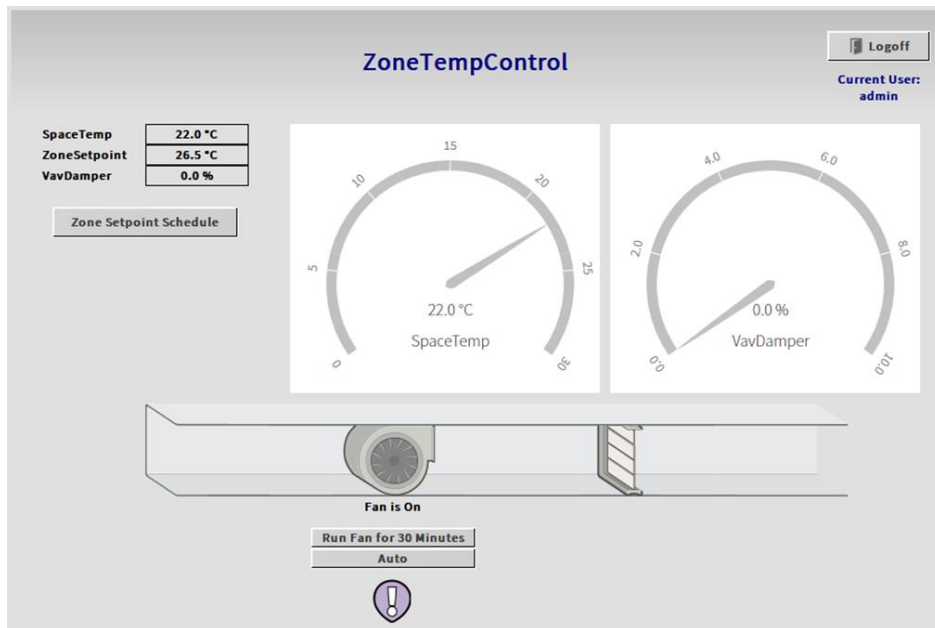 ZoneTempControl
Logoff
Current User:
admin
SpaceTemp 22.0 °C
ZoneSetpoint 26.5 °C
VavDamper 0.0 %
Zone Setpoint Schedule
0
5
10
15
20
25
30
22.0 °C
SpaceTemp
0.0
2.0
4.0
6.0
8.0
10.0
0.0 %
VavDamper
Fan is On
Run Fan for 30 Minutes
Auto